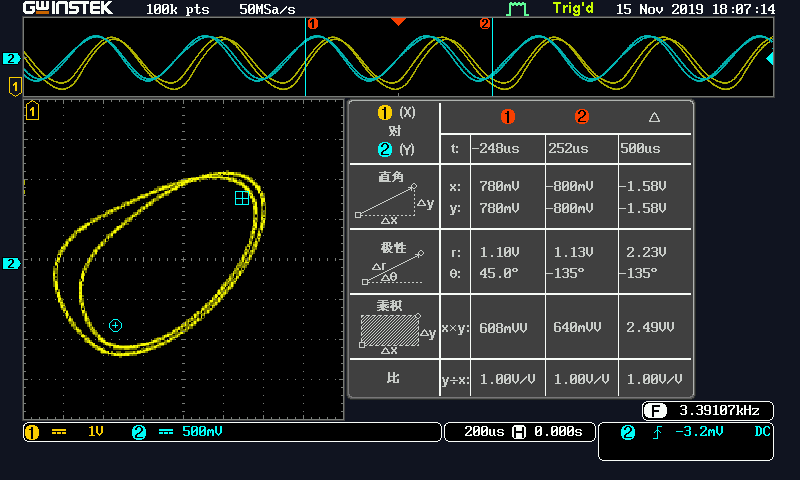 GWINSTEK 100k pts 50MSa/s Trig'd 15 Nov 2019 18:07:14
1 2
2
1
1
2
1 (X)
对
2 (Y)
1 2 △
t: -248us 252us 500us
直角
△y
△x
x: 780mV -800mV -1.58V
y: 780mV -800mV -1.58V
极性
△r
△θ
r: 1.10V 1.13V 2.23V
θ: 45.0° -135° -135°
乘积
△y
△x
x×y: 608mVV 640mVV 2.49VV
比
y÷x: 1.00V/V 1.00V/V 1.00V/V
F 3.39107kHz
1 1V 2 500mV 200us H 0.000s 2 -3.2mV DC